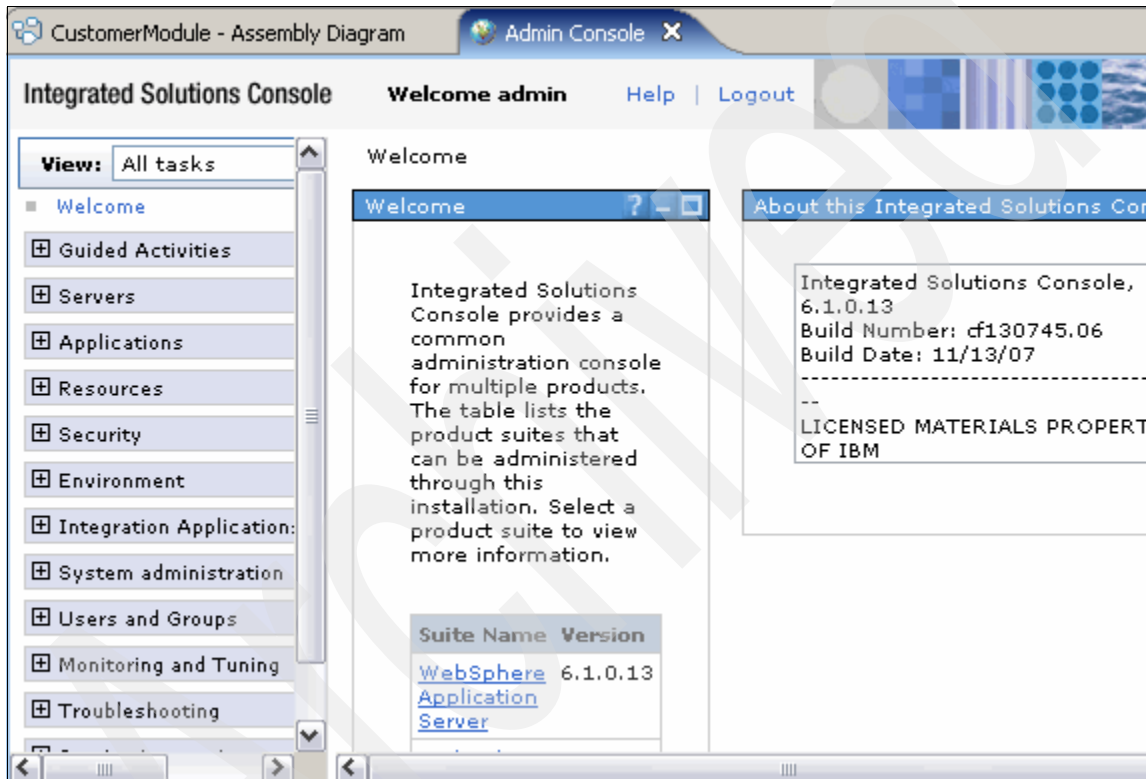 CustomerModule - Assembly Diagram
Admin Console
Integrated Solutions Console
Welcome admin
Help | Logout
View: All tasks
Welcome
Guided Activities
Servers
Applications
Resources
Security
Environment
Integration Application
System administration
Users and Groups
Monitoring and Tuning
Troubleshooting
Welcome
Welcome
Integrated Solutions
Console provides a
common
administration console
for multiple products.
The table lists the
product suites that
can be administered
through this
installation. Select a
product suite to view
more information.
Suite Name Version
WebSphere 6.1.0.13
Application
Server
About this Integrated Solutions Con
Integrated Solutions Console,
6.1.0.13
Build Number: cf130745.06
Build Date: 11/13/07
----------------------------------
--
LICENSED MATERIALS PROPERT
OF IBM
Archived